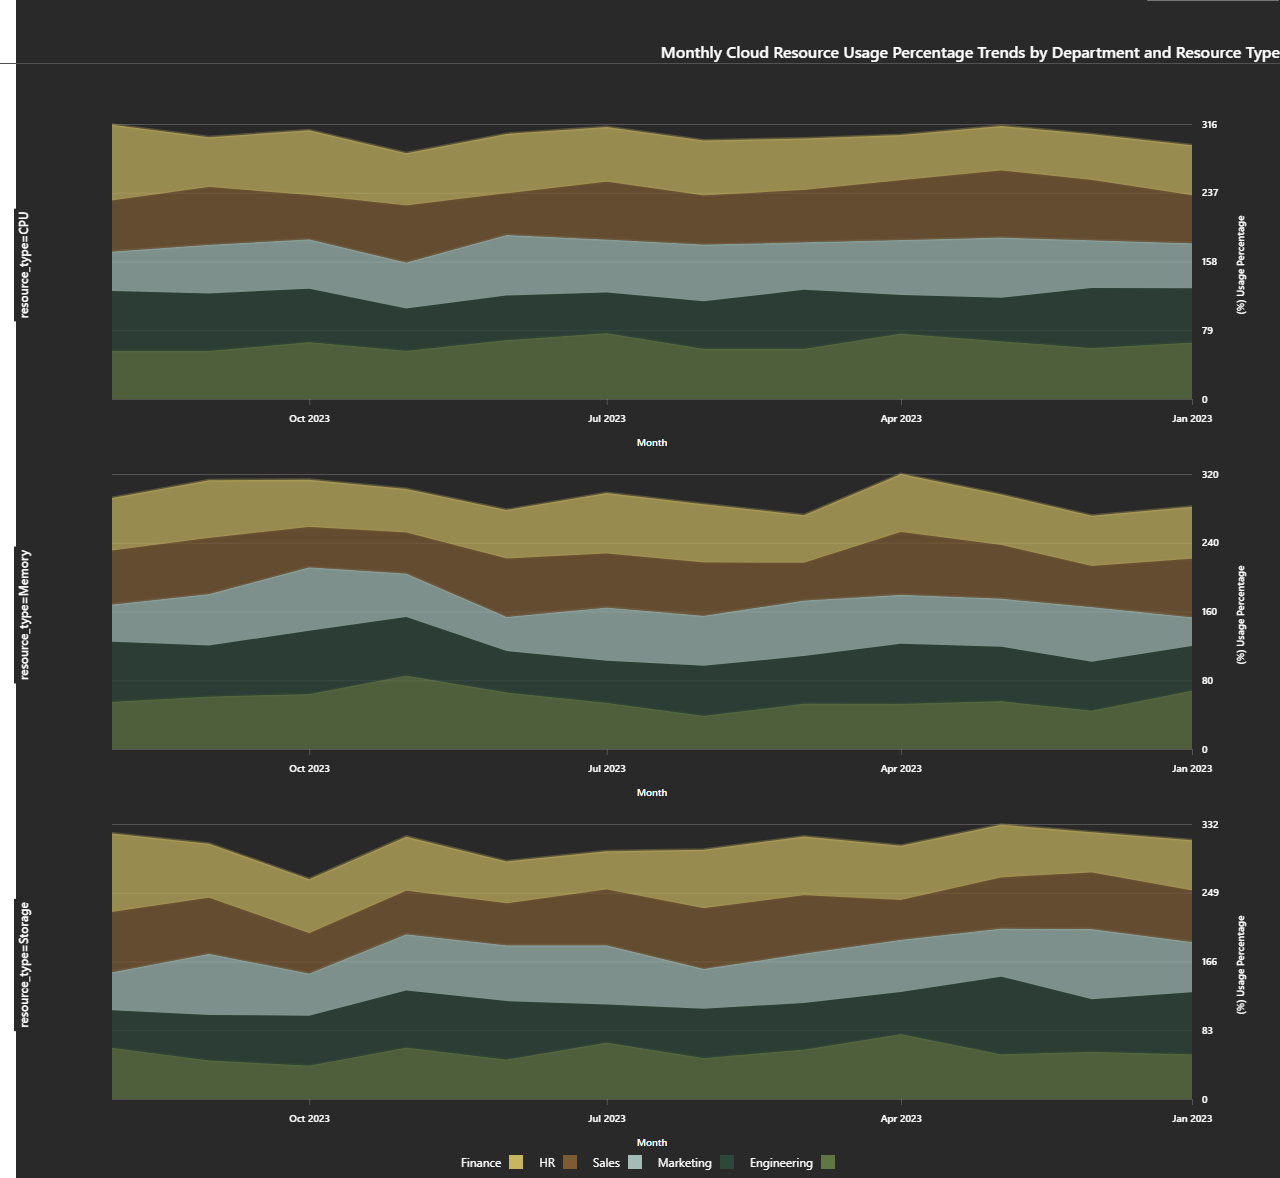 Monthly Cloud Resource Usage Percentage Trends by Department and Resource Type
resource_type=CPU
316
237
158
79
0
(%) Usage Percentage
Oct 2023 Jul 2023 Apr 2023 Jan 2023
Month
resource_type=Memory
320
240
160
80
0
(%) Usage Percentage
Oct 2023 Jul 2023 Apr 2023 Jan 2023
Month
resource_type=Storage
332
249
166
83
0
(%) Usage Percentage
Oct 2023 Jul 2023 Apr 2023 Jan 2023
Month
Finance HR Sales Marketing Engineering